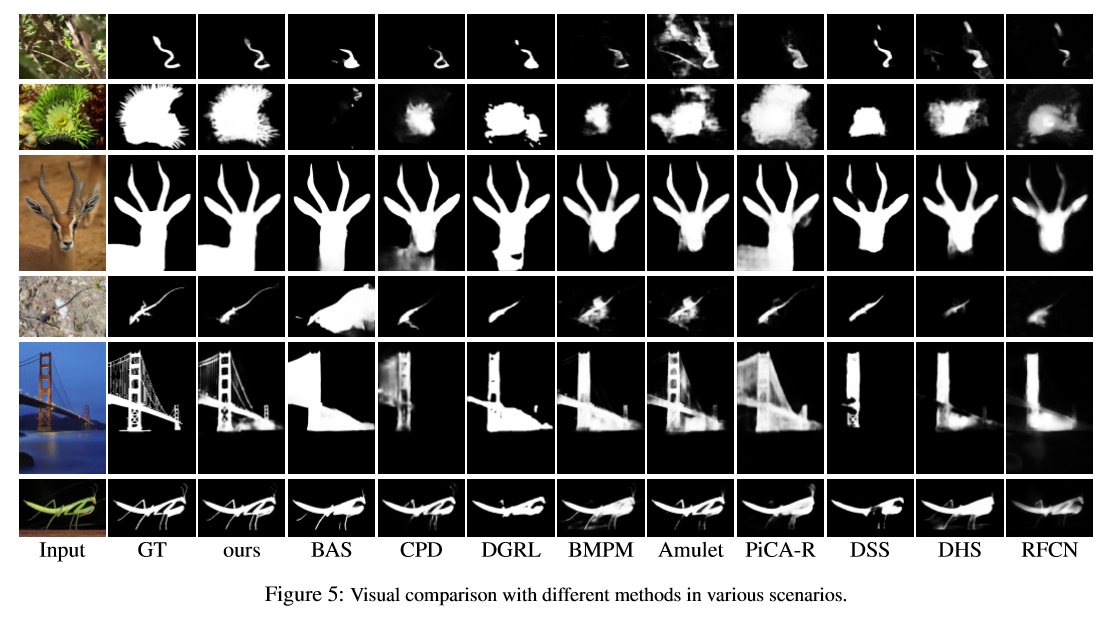 Input GT ours BAS CPD DGRL BMPM Amulet PiCA-R DSS DHS RFCN
Figure 5: Visual comparison with different methods in various scenarios.